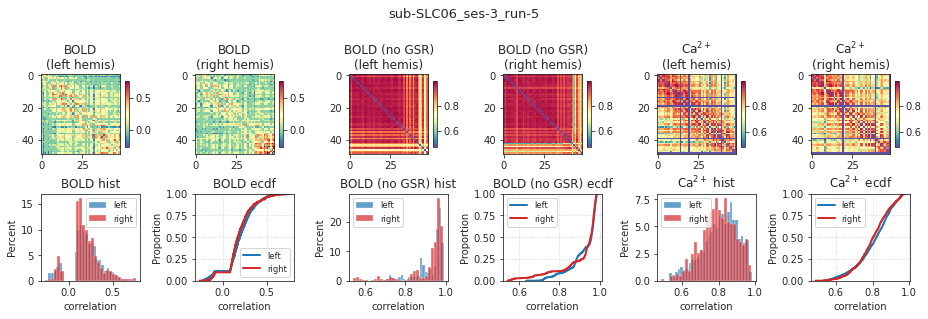 sub-SLC06_ses-3_run-5
BOLD
(left hemis)
BOLD
(right hemis)
BOLD (no GSR)
(left hemis)
BOLD (no GSR)
(right hemis)
Ca2+
(left hemis)
Ca2+
(right hemis)
0 20 40
0 25
0.5 0.0
0 20 40
0 25
0.5 0.0
0 20 40
0 25
0.8 0.6
0 20 40
0 25
0.8 0.6
0 20 40
0 25
0.8 0.6
0 20 40
0 25
0.8 0.6
BOLD hist
Percent
15 10 5 0
left
right
0.0 0.5
correlation
BOLD ecdf
Proportion
1.00 0.75 0.50 0.25 0.00
left
right
0.0 0.5
correlation
BOLD (no GSR) hist
Percent
20 10 0
left
right
0.6 0.8 1.0
correlation
BOLD (no GSR) ecdf
Proportion
1.00 0.75 0.50 0.25 0.00
left
right
0.6 0.8 1.0
correlation
Ca2+ hist
Percent
7.5 5.0 2.5 0.0
left
right
0.6 0.8 1.0
correlation
Ca2+ ecdf
Proportion
1.00 0.75 0.50 0.25 0.00
left
right
0.6 0.8 1.0
correlation